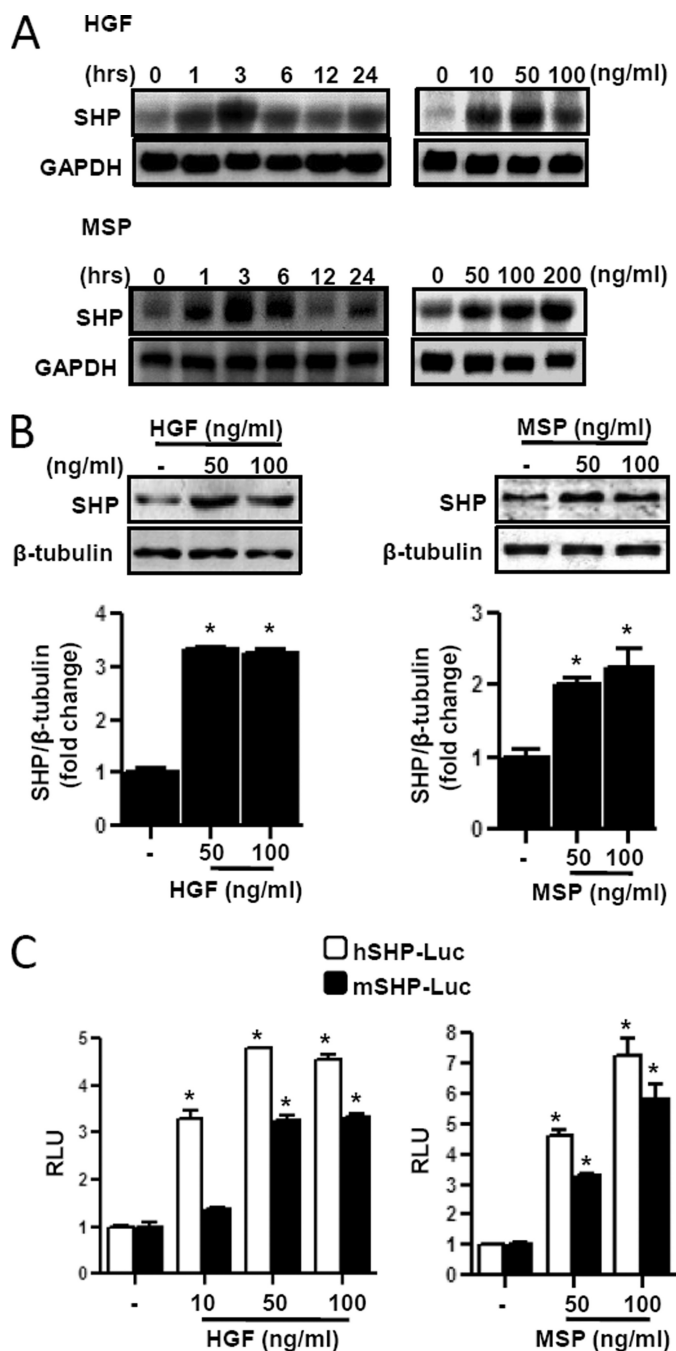 A
HGF
(hrs) 0 1 3 6 12 24 0 10 50 100 (ng/ml)
SHP
GAPDH
MSP
(hrs) 0 1 3 6 12 24 0 50 100 200 (ng/ml)
SHP
GAPDH
B
HGF (ng/ml)
(ng/ml) - 50 100
SHP
β-tubulin
MSP (ng/ml)
- 50 100
SHP
β-tubulin
SHP/β-tubulin
(fold change)
4
3
2
1
0
* *
- 50 100
HGF (ng/ml)
SHP/β-tubulin
(fold change)
3
2
1
0
* *
- 50 100
MSP (ng/ml)
C
hSHP-Luc
mSHP-Luc
RLU
5
4
3
2
1
0
* * * * *
- 10 50 100
HGF (ng/ml)
RLU
8
7
6
5
4
3
2
1
0
* * * *
- 50 100
MSP (ng/ml)